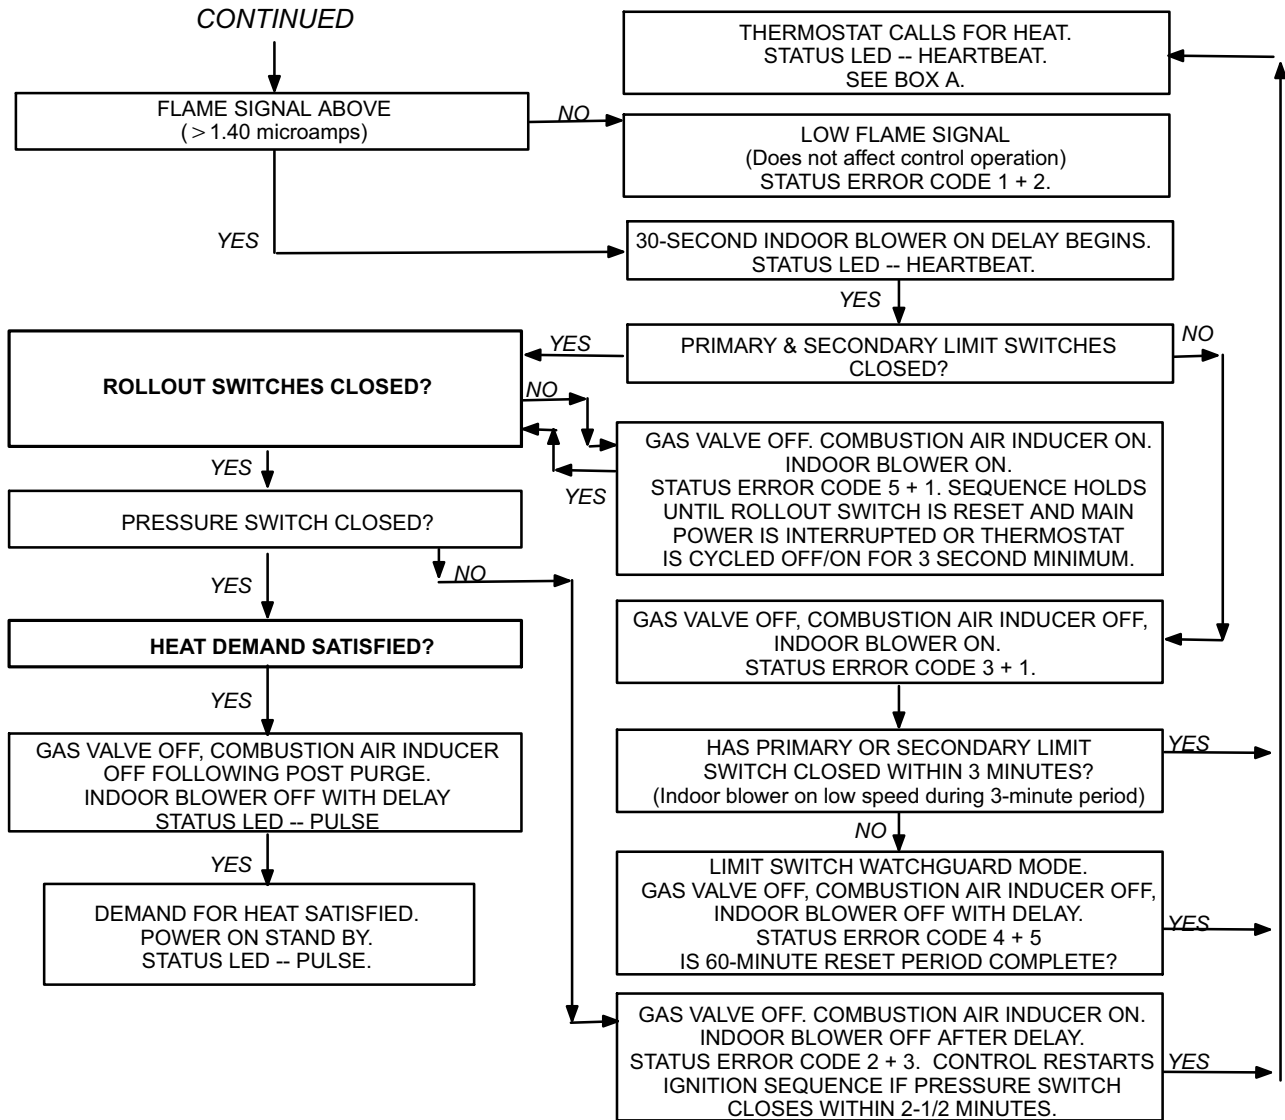 CONTINUED
THERMOSTAT CALLS FOR HEAT.
STATUS LED -- HEARTBEAT.
SEE BOX A.
FLAME SIGNAL ABOVE
(> 1.40 microamps)
NO
LOW FLAME SIGNAL
(Does not affect control operation)
STATUS ERROR CODE 1 + 2.
YES
30-SECOND INDOOR BLOWER ON DELAY BEGINS.
STATUS LED -- HEARTBEAT.
YES
PRIMARY & SECONDARY LIMIT SWITCHES
CLOSED?
NO
YES
ROLLOUT SWITCHES CLOSED?
NO
GAS VALVE OFF. COMBUSTION AIR INDUCER ON.
INDOOR BLOWER ON.
STATUS ERROR CODE 5 + 1. SEQUENCE HOLDS
UNTIL ROLLOUT SWITCH IS RESET AND MAIN
POWER IS INTERRUPTED OR THERMOSTAT
IS CYCLED OFF/ON FOR 3 SECOND MINIMUM.
YES
YES
PRESSURE SWITCH CLOSED?
NO
YES
HEAT DEMAND SATISFIED?
GAS VALVE OFF, COMBUSTION AIR INDUCER OFF,
INDOOR BLOWER ON.
STATUS ERROR CODE 3 + 1.
YES
GAS VALVE OFF, COMBUSTION AIR INDUCER
OFF FOLLOWING POST PURGE.
INDOOR BLOWER OFF WITH DELAY
STATUS LED -- PULSE
HAS PRIMARY OR SECONDARY LIMIT
SWITCH CLOSED WITHIN 3 MINUTES?
(Indoor blower on low speed during 3-minute period)
YES
NO
YES
DEMAND FOR HEAT SATISFIED.
POWER ON STAND BY.
STATUS LED -- PULSE.
LIMIT SWITCH WATCHGUARD MODE.
GAS VALVE OFF, COMBUSTION AIR INDUCER OFF,
INDOOR BLOWER OFF WITH DELAY.
STATUS ERROR CODE 4 + 5
IS 60-MINUTE RESET PERIOD COMPLETE?
YES
GAS VALVE OFF. COMBUSTION AIR INDUCER ON.
INDOOR BLOWER OFF AFTER DELAY.
STATUS ERROR CODE 2 + 3. CONTROL RESTARTS
IGNITION SEQUENCE IF PRESSURE SWITCH
CLOSES WITHIN 2-1/2 MINUTES.
YES